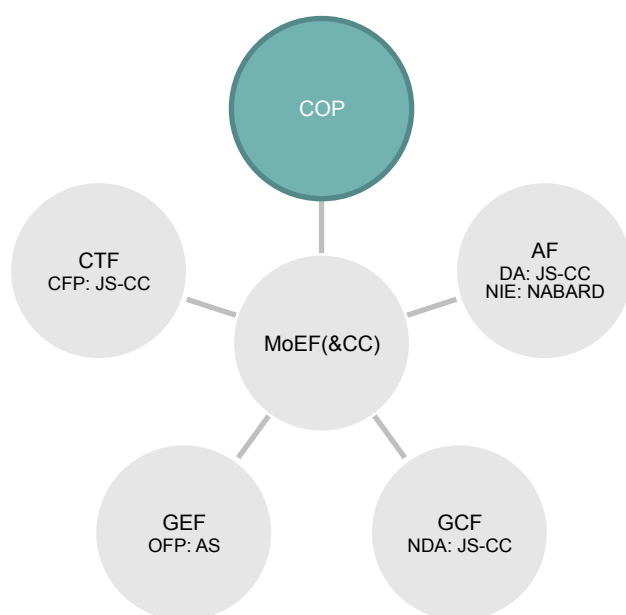 COP
CTF
CFP: JS-CC
AF
DA: JS-CC
NIE: NABARD
MoEF(&CC)
GEF
OFP: AS
GCF
NDA: JS-CC